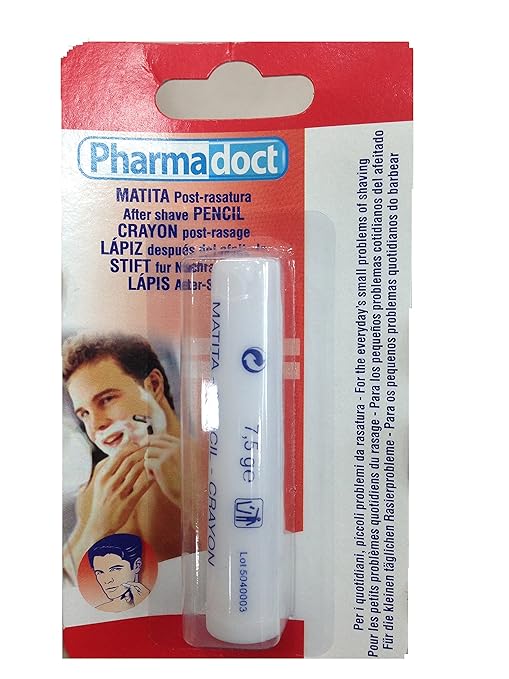 Pharmadoct
MATITA Post-rasatura
After shave PENCIL
CRAYON post-rasage
LÁPIZ después del afeitado
STIFT fur
LÁPIS
MATITA - PENCIL - CRAYON
7,5 g e
Lot 5040003
Per i quotidiani, piccoli problemi da rasatura - For the everyday's small problems of shaving
Pour les petits problèmes quotidiens du rasage - Para los pequeños problemas cotidianos del afeitado
Für die kleinen täglichen Rasierprobleme - Para os pequenos problemas quotidianos do barbear